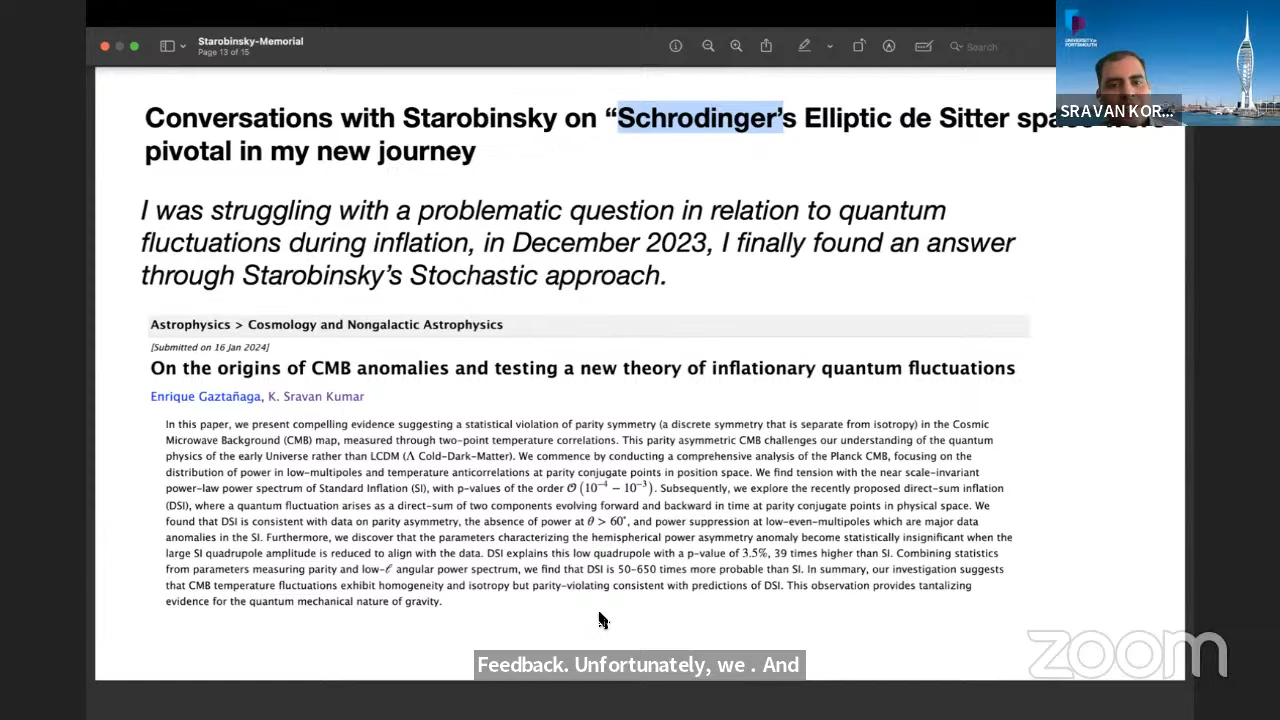 Starobinsky-Memorial
Page 13 of 15
Search
UNIVERSITY OF
PORTSMOUTH
SRAVAN KOR...
Conversations with Starobinsky on “Schrodinger’s Elliptic de Sitter
pivotal in my new journey
I was struggling with a problematic question in relation to quantum
fluctuations during inflation, in December 2023, I finally found an answer
through Starobinsky’s Stochastic approach.
Astrophysics > Cosmology and Nongalactic Astrophysics
[Submitted on 16 Jan 2024]
On the origins of CMB anomalies and testing a new theory of inflationary quantum fluctuations
Enrique Gaztañaga, K. Sravan Kumar
In this paper, we present compelling evidence suggesting a statistical violation of parity symmetry (a discrete symmetry that is separate from isotropy) in the Cosmic
Microwave Background (CMB) map, measured through two-point temperature correlations. This parity asymmetric CMB challenges our understanding of the quantum
physics of the early Universe rather than LCDM (Λ Cold-Dark-Matter). We commence by conducting a comprehensive analysis of the Planck CMB, focusing on the
distribution of power in low-multipoles and temperature anticorrelations at parity conjugate points in position space. We find tension with the near scale-invariant
power-law power spectrum of Standard Inflation (SI), with p-values of the order 𝒪 (10⁻⁴ − 10⁻³). Subsequently, we explore the recently proposed direct-sum inflation
(DSI), where a quantum fluctuation arises as a direct-sum of two components evolving forward and backward in time at parity conjugate points in physical space. We
found that DSI is consistent with data on parity asymmetry, the absence of power at θ > 60°, and power suppression at low-even-multipoles which are major data
anomalies in the SI. Furthermore, we discover that the parameters characterizing the hemispherical power asymmetry anomaly become statistically insignificant when the
large SI quadrupole amplitude is reduced to align with the data. DSI explains this low quadrupole with a p-value of 3.5%, 39 times higher than SI. Combining statistics
from parameters measuring parity and low-ℓ angular power spectrum, we find that DSI is 50-650 times more probable than SI. In summary, our investigation suggests
that CMB temperature fluctuations exhibit homogeneity and isotropy but parity-violating consistent with predictions of DSI. This observation provides tantalizing
evidence for the quantum mechanical nature of gravity.
Feedback. Unfortunately, we . And
zoom